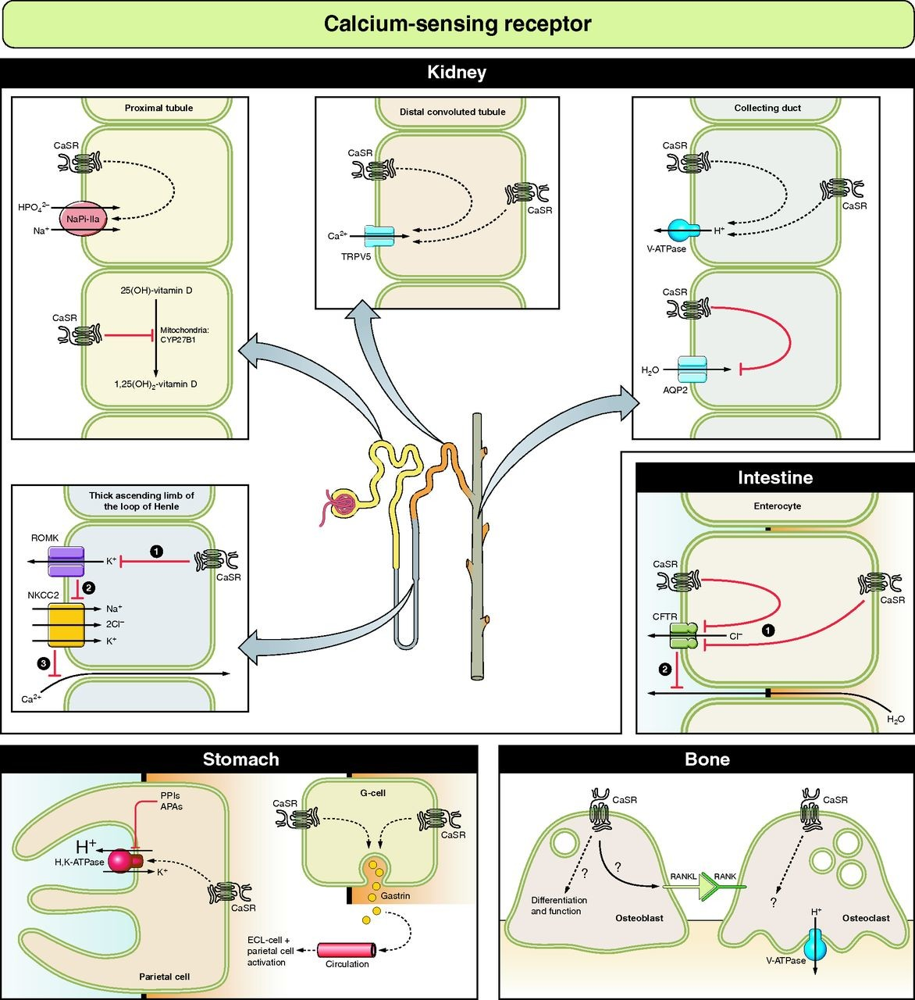 Calcium-sensing receptor
Kidney
Proximal tubule
CaSR
HPO₄²⁻
NaPi-IIa
Na⁺
25(OH)-vitamin D
CaSR
Mitochondria:
CYP27B1
1,25(OH)₂-vitamin D
Distal convoluted tubule
CaSR
CaSR
Ca²⁺
TRPV5
Collecting duct
CaSR
CaSR
H⁺
V-ATPase
CaSR
H₂O
AQP2
Thick ascending limb of
the loop of Henle
ROMK
K⁺
1
CaSR
2
NKCC2
Na⁺
2Cl⁻
K⁺
3
Ca²⁺
Intestine
Enterocyte
CaSR
CaSR
CFTR
Cl⁻
1
2
H₂O
Stomach
PPIs
APAs
H⁺
H,K-ATPase
K⁺
CaSR
Parietal cell
G-cell
CaSR
CaSR
Gastrin
ECL-cell +
parietal cell
activation
Circulation
Bone
CaSR
?
?
Differentiation
and function
Osteoblast
RANKL
RANK
CaSR
?
H⁺
Osteoclast
V-ATPase